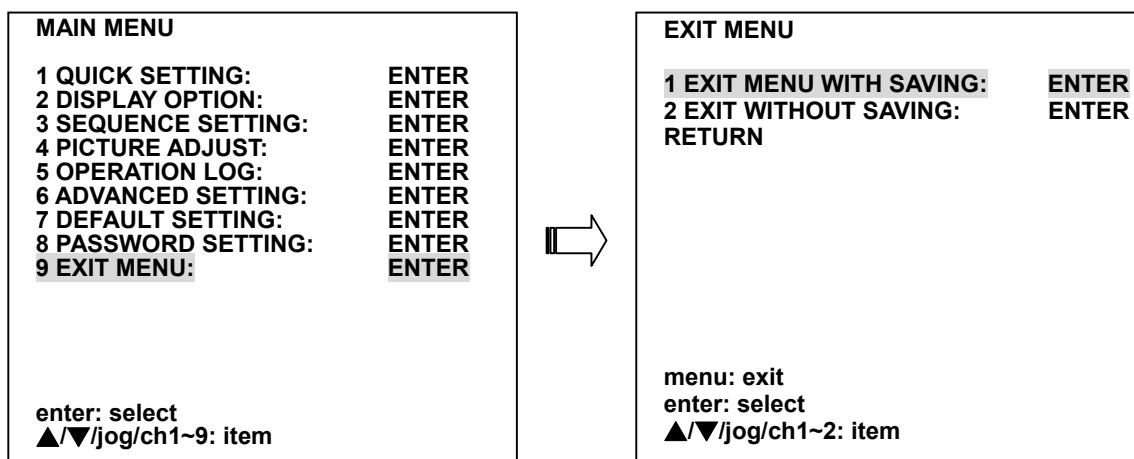 MAIN MENU
1 QUICK SETTING: ENTER
2 DISPLAY OPTION: ENTER
3 SEQUENCE SETTING: ENTER
4 PICTURE ADJUST: ENTER
5 OPERATION LOG: ENTER
6 ADVANCED SETTING: ENTER
7 DEFAULT SETTING: ENTER
8 PASSWORD SETTING: ENTER
9 EXIT MENU: ENTER
enter: select
▲/▼/jog/ch1~9: item
EXIT MENU
1 EXIT MENU WITH SAVING: ENTER
2 EXIT WITHOUT SAVING: ENTER
RETURN
menu: exit
enter: select
▲/▼/jog/ch1~2: item